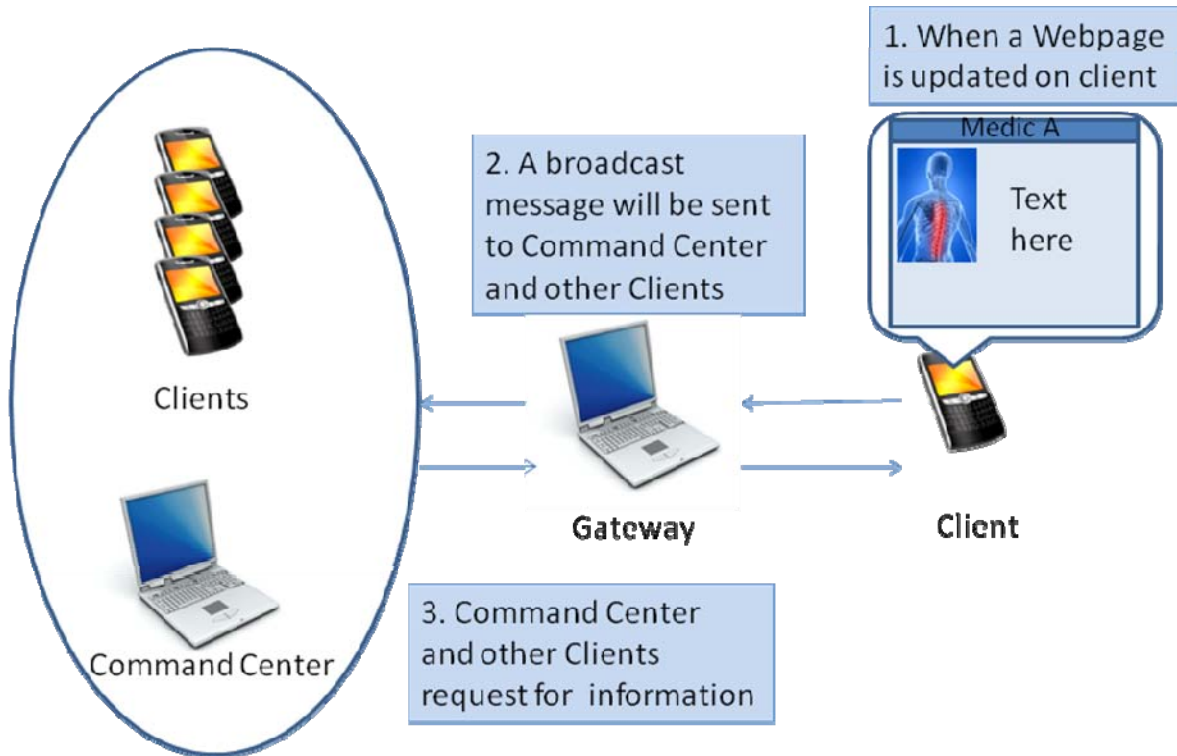 1. When a Webpage
is updated on client
Medic A
Text
here
2. A broadcast
message will be sent
to Command Center
and other Clients
Clients
Gateway
Client
Command Center
3. Command Center
and other Clients
request for information